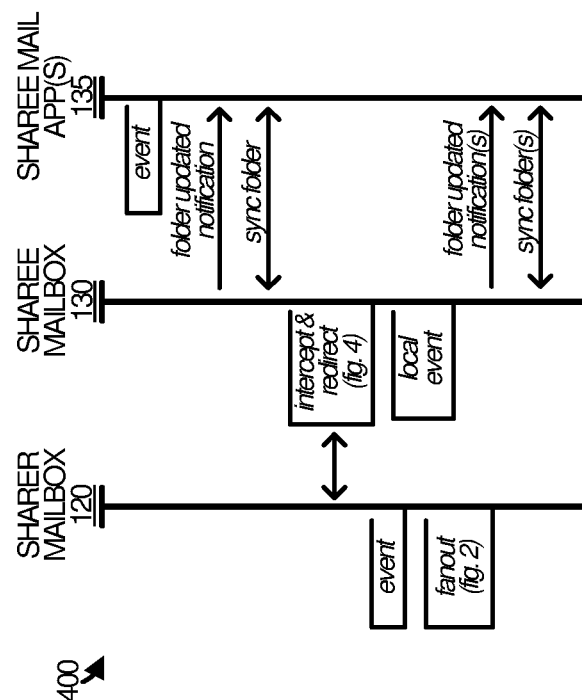 400
SHARER
MAILBOX
120
SHAREE
MAILBOX
130
SHAREE MAIL
APP(S)
135
event
folder updated
notification
sync folder
intercept &
redirect
(fig. 4)
event
local
event
fanout
(fig. 2)
folder updated
notification(s)
sync folder(s)